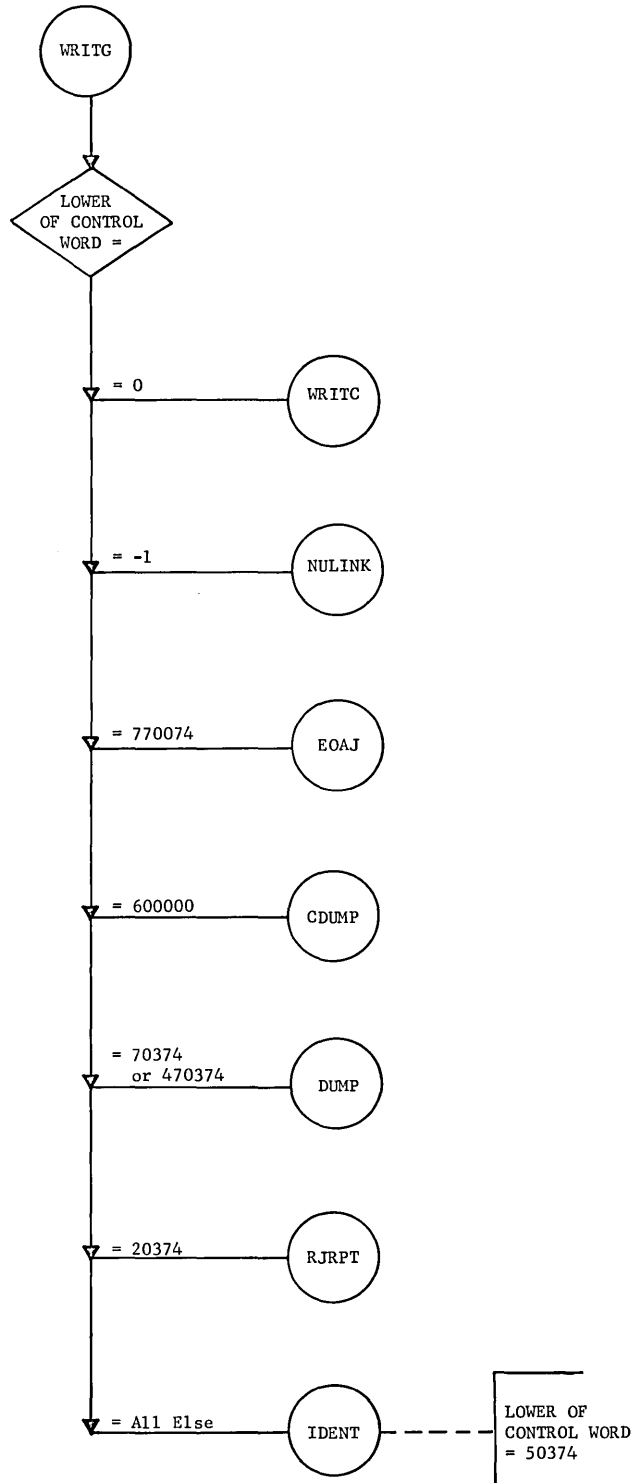 WRITG
LOWER
OF CONTROL
WORD =
= 0
WRITC
= -1
NULINK
= 770074
EOAJ
= 600000
CDUMP
= 70374
or 470374
DUMP
= 20374
RJRPT
= All Else
IDENT
LOWER OF
CONTROL WORD
= 50374